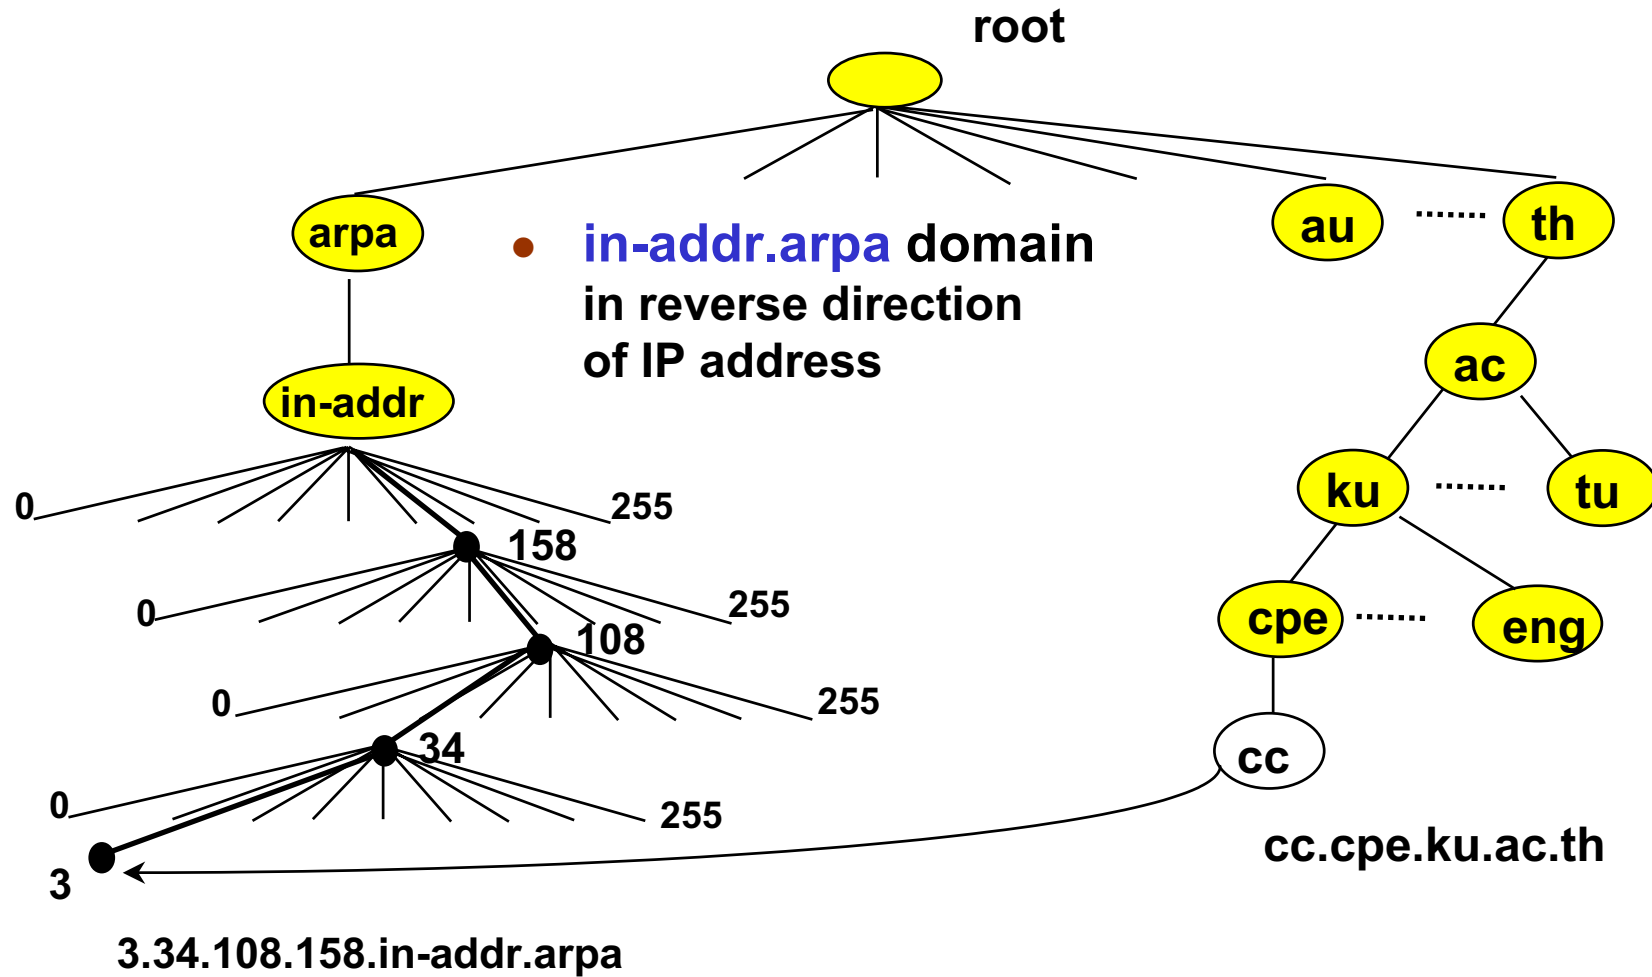 root
arpa
au
th
• in-addr.arpa domain
in reverse direction
of IP address
ac
in-addr
ku
tu
0
255
158
0
255
cpe
eng
108
0
255
34
cc
0
255
3
cc.cpe.ku.ac.th
3.34.108.158.in-addr.arpa